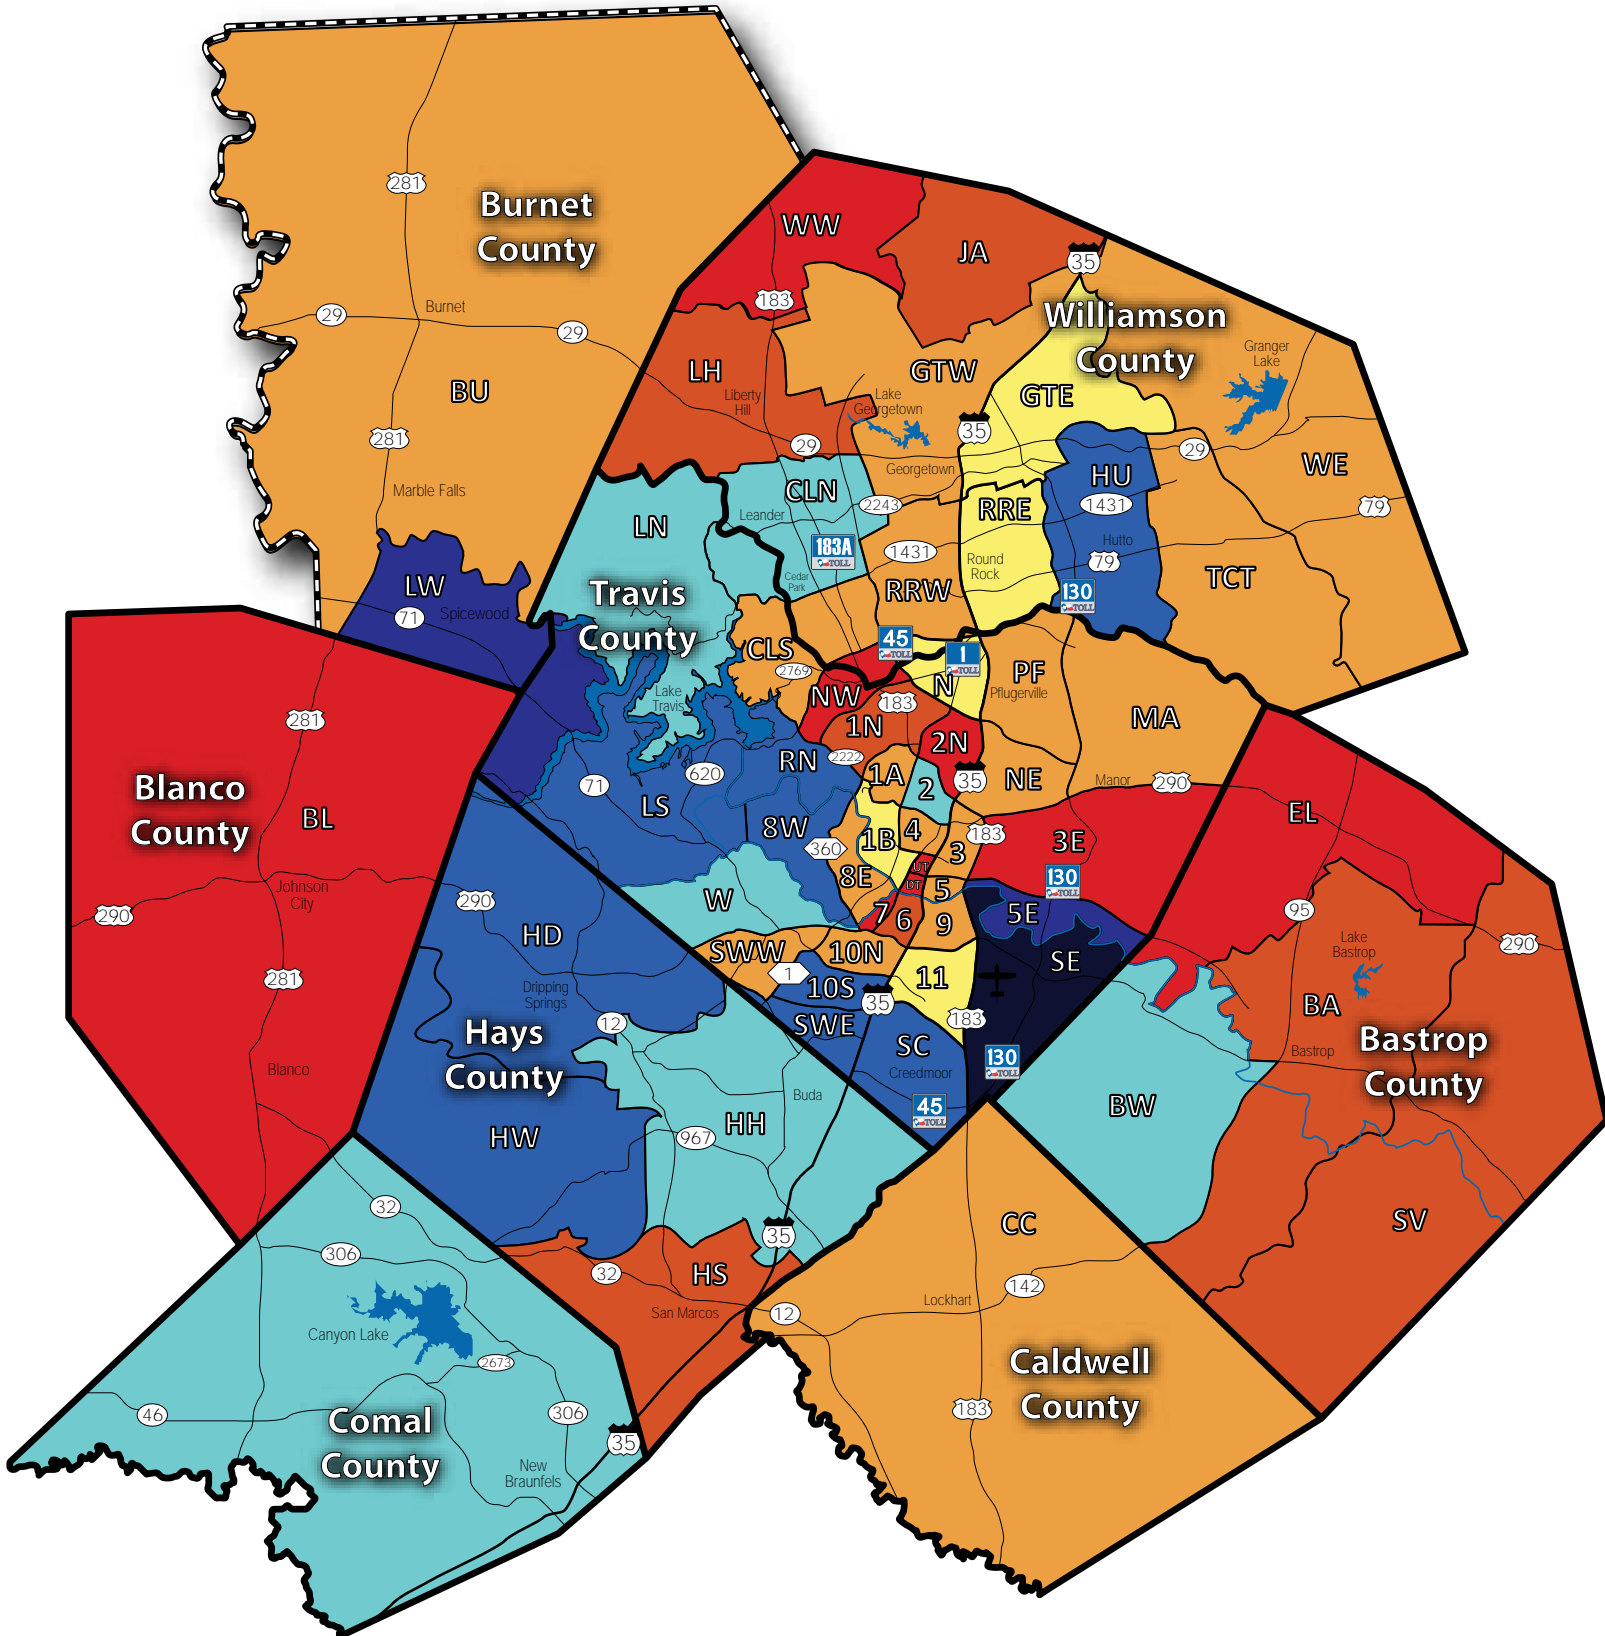 Burnet
County
281
29
Burnet
29
BU
281
Marble Falls
LW
71
Spicewood
WW
JA
35
183
Williamson
County
Granger
Lake
LH
Liberty
Hill
GTW
Lake
Georgetown
GTE
35
29
29
Georgetown
WE
79
CLN
Leander
2243
RRE
HU
1431
183A
TOLL
1431
Hutto
79
Round
Rock
Cedar
Park
RRW
130
TOLL
TCT
LN
Travis
County
CLS
2769
45
TOLL
1
TOLL
N
PF
Pflugerville
Lake
Travis
NW
183
1N
2N
MA
2222
RN
620
71
LS
1A
2
35
NE
Manor
290
8W
360
1B
4
3
183
3E
UT
DT
8E
5
130
TOLL
W
7
6
9
5E
SE
SWW
10N
1
10S
35
11
183
SWE
SC
Creedmoor
45
TOLL
130
TOLL
Blanco
County
281
BL
Johnson
City
290
281
Blanco
290
HD
Dripping
Springs
12
Hays
County
HW
Buda
HH
967
35
32
HS
San Marcos
12
EL
95
290
Lake
Bastrop
BA
Bastrop
County
Bastrop
BW
SV
32
306
Canyon Lake
2673
46
Comal
County
306
35
New
Braunfels
CC
142
Lockhart
Caldwell
County
183